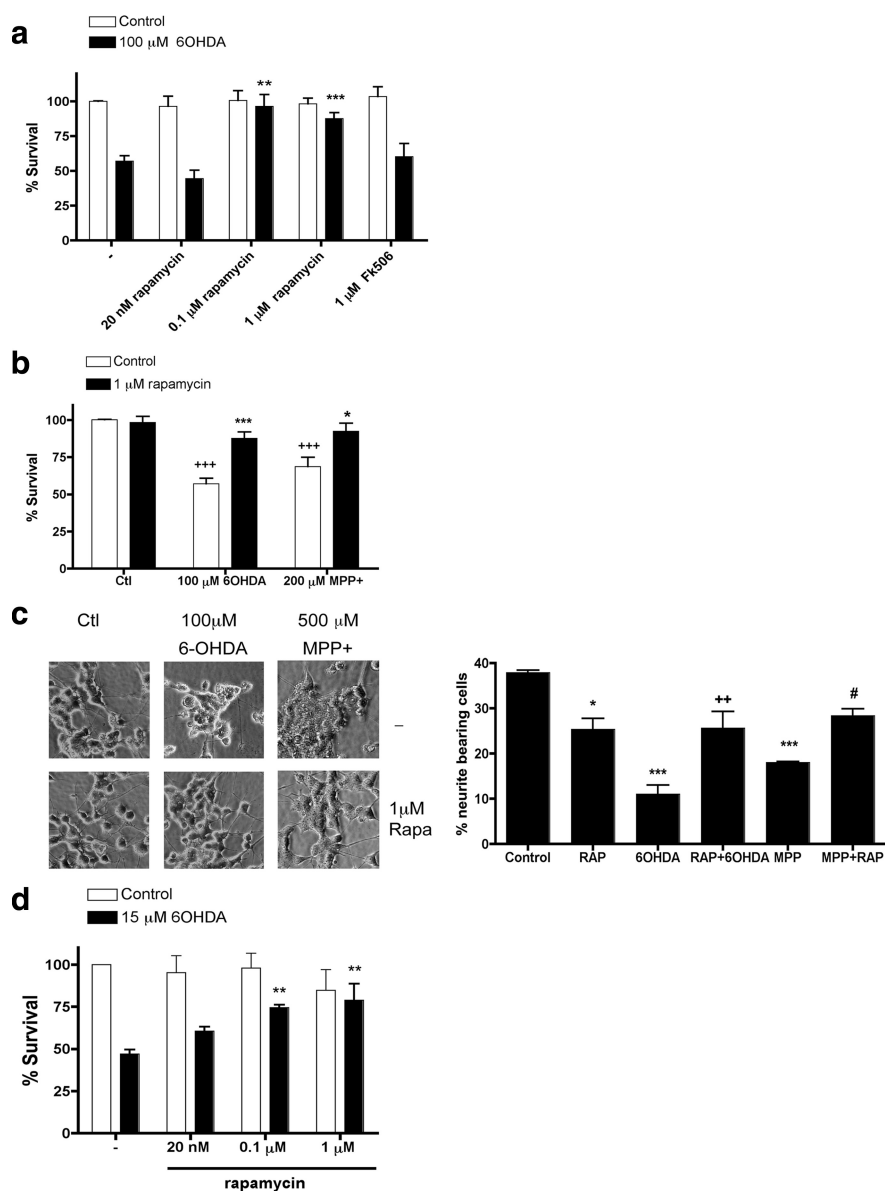 a
Control
100 μM 6OHDA
% Survival
100
75
50
25
0
**
***
-
20 nM rapamycin
0.1 μM rapamycin
1 μM rapamycin
1 μM Fk506
b
Control
1 μM rapamycin
% Survival
100
75
50
25
0
+++
***
+++
*
Ctl
100 μM 6OHDA
200 μM MPP+
c
Ctl
100μM
6-OHDA
500 μM
MPP+
–
1μM
Rapa
% neurite bearing cells
40
30
20
10
0
*
***
++
***
#
Control
RAP
6OHDA
RAP+6OHDA
MPP
MPP+RAP
d
Control
15 μM 6OHDA
% Survival
100
75
50
25
0
**
**
-
20 nM
0.1 μM
1 μM
rapamycin